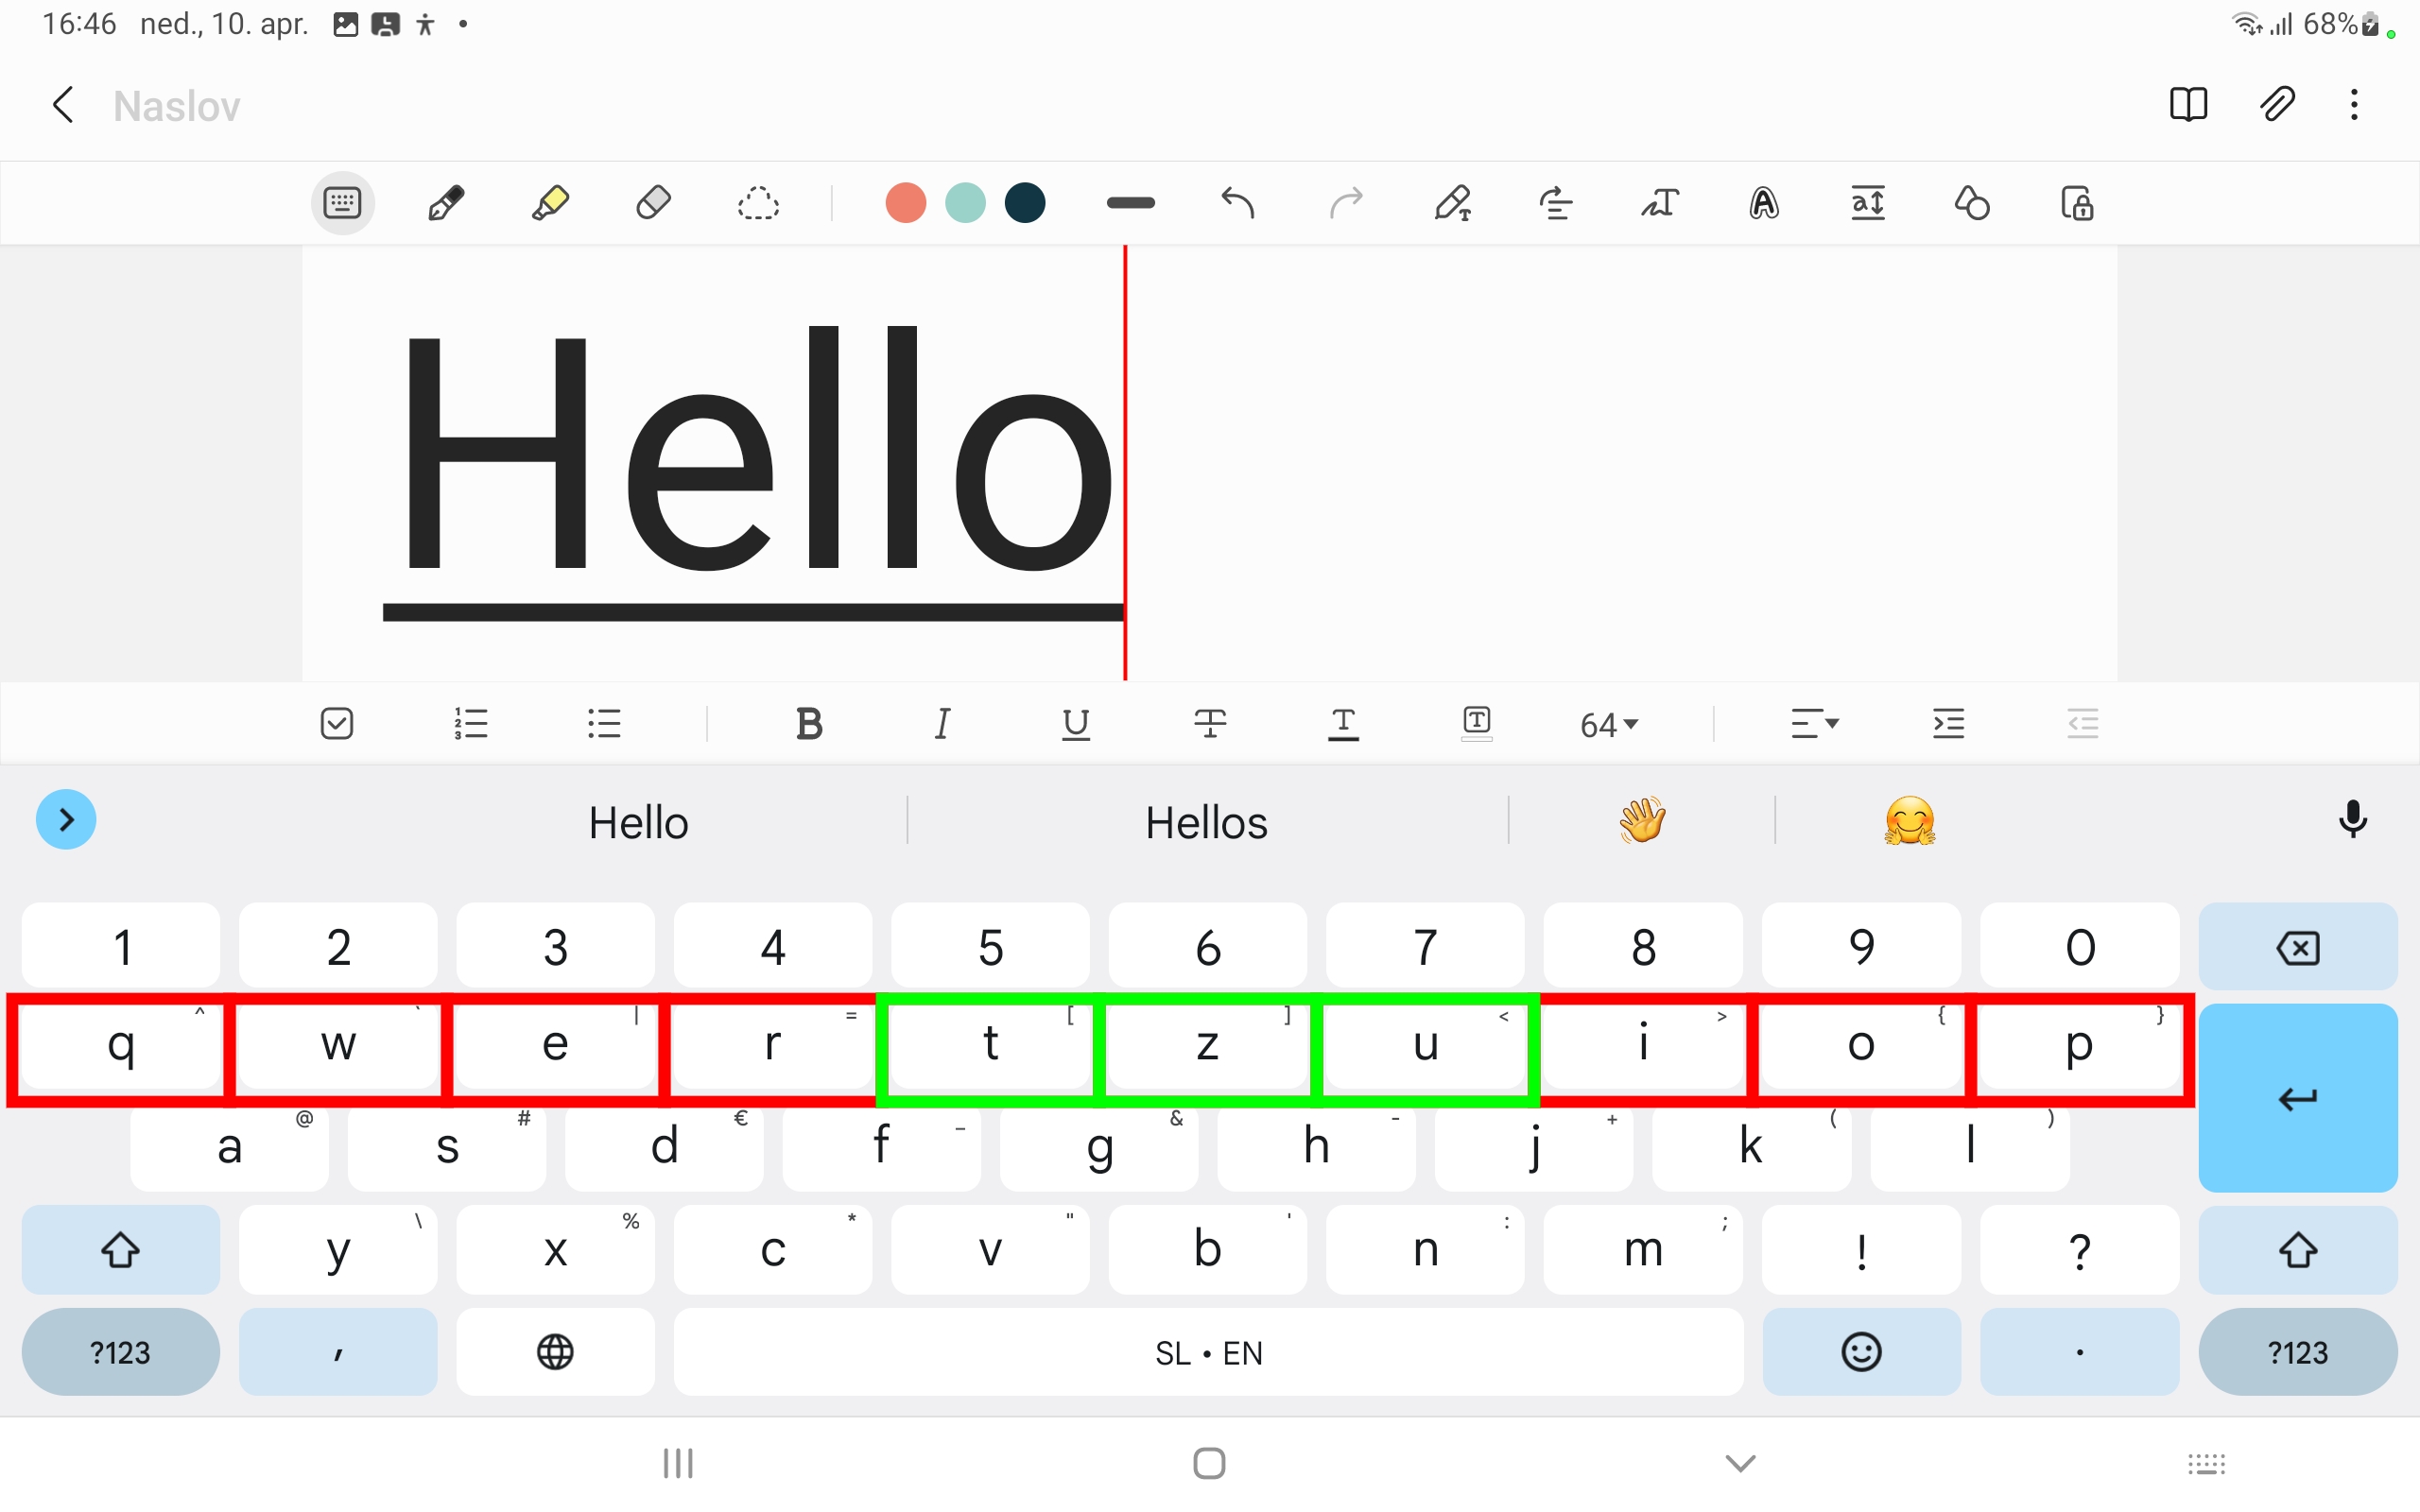 16:46 ned., 10. apr. 68%
Naslov
Hello
B I U T T T 64
Hello Hellos 👋 🤗
1 2 3 4 5 6 7 8 9 0
q ^ w ` e | r = t [ z ] u < i > o { p }
a @ s # d € f _ g & h - j + k ( l )
y \ x % c * v " b ' n : m ; ! ?
?123 , SL • EN . ?123